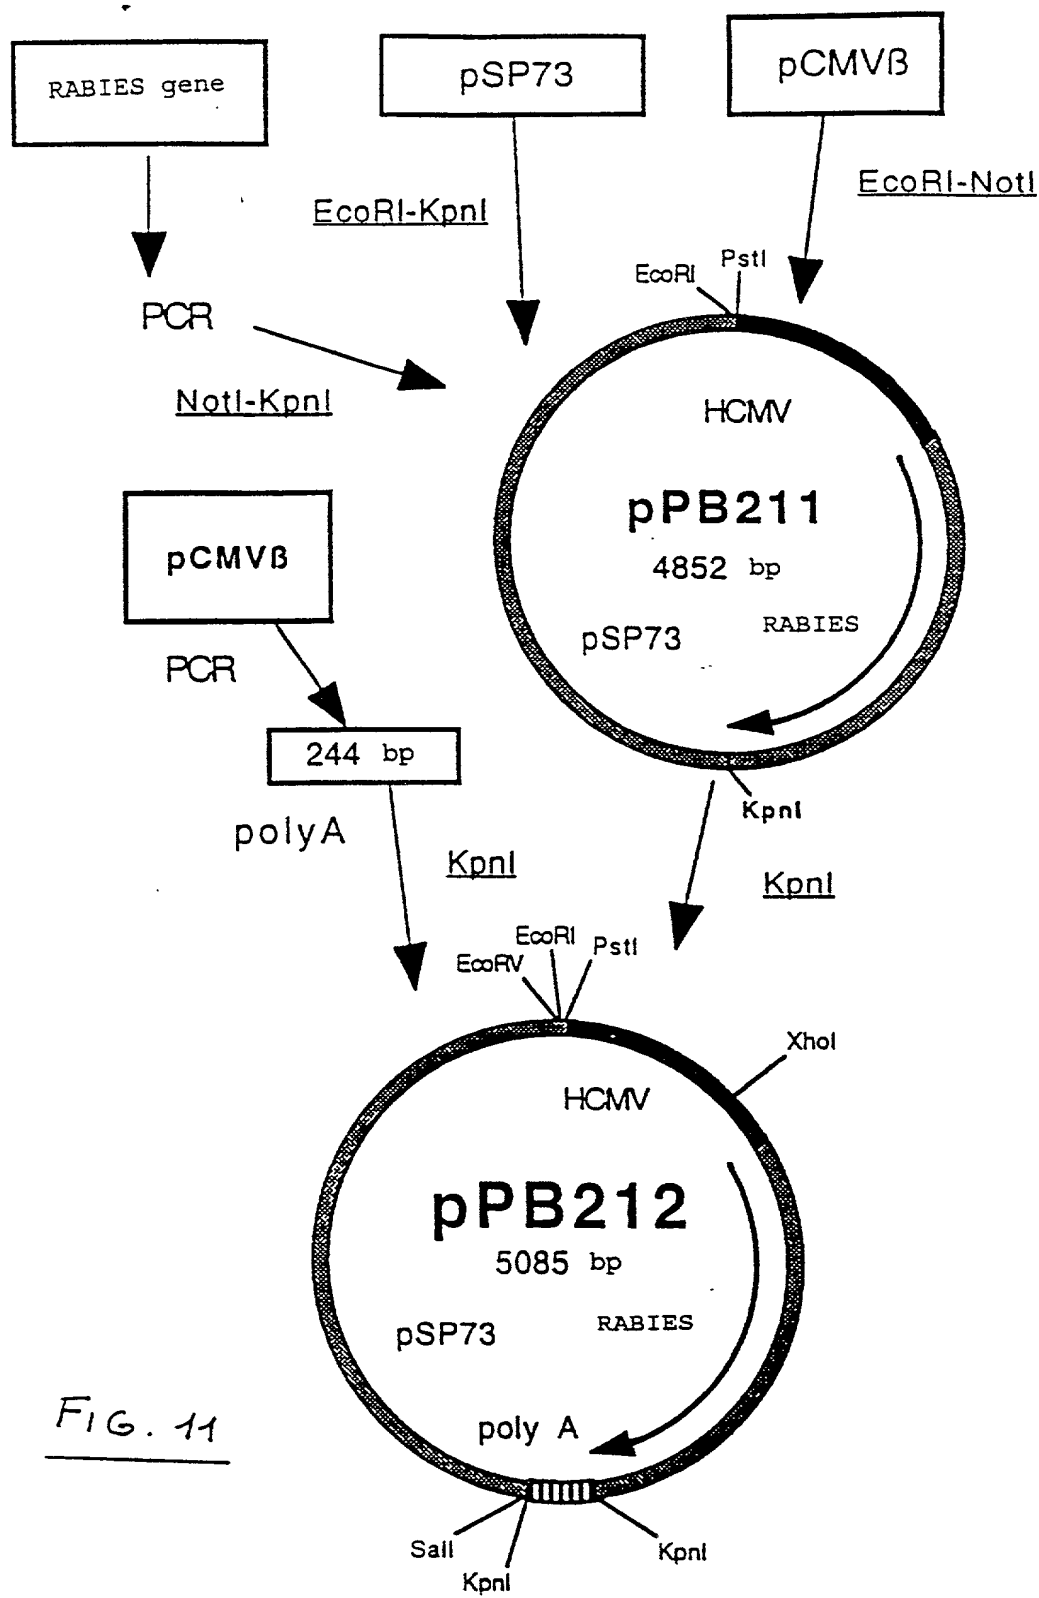 RABIES gene
pSP73
pCMVß
EcoRI-KpnI
EcoRI-NotI
PCR
NotI-KpnI
EcoRI
PstI
HCMV
pPB211
4852 bp
pSP73
RABIES
KpnI
pCMVß
PCR
244 bp
polyA
KpnI
KpnI
EcoRV
EcoRI
PstI
XhoI
HCMV
pPB212
5085 bp
pSP73
RABIES
poly A
SalI
KpnI
KpnI
FIG. 11